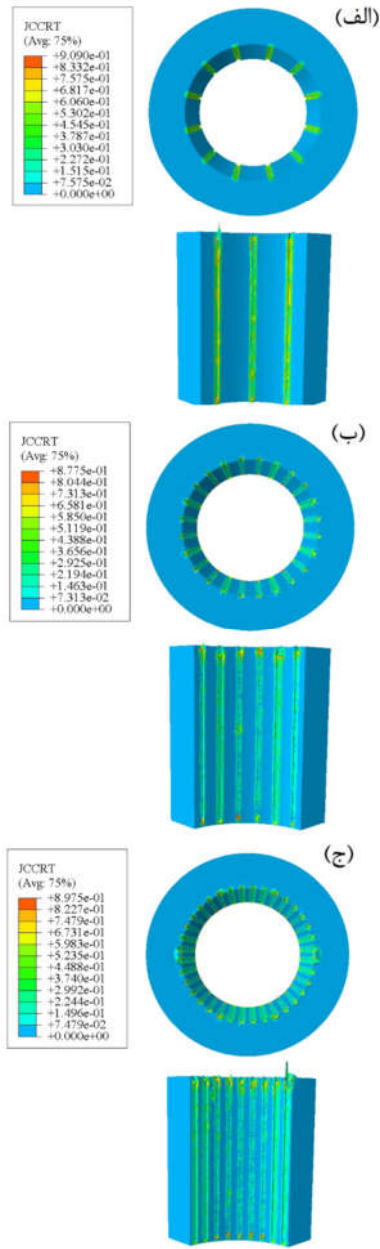 (الف)
JCCRT
(Avg: 75%)
+9.090e-01
+8.332e-01
+7.575e-01
+6.817e-01
+6.060e-01
+5.302e-01
+4.545e-01
+3.787e-01
+3.030e-01
+2.272e-01
+1.515e-01
+7.575e-02
+0.000e+00
(ب)
JCCRT
(Avg: 75%)
+8.775e-01
+8.044e-01
+7.313e-01
+6.581e-01
+5.850e-01
+5.119e-01
+4.388e-01
+3.656e-01
+2.925e-01
+2.194e-01
+1.463e-01
+7.313e-02
+0.000e+00
(ج)
JCCRT
(Avg: 75%)
+8.975e-01
+8.227e-01
+7.479e-01
+6.731e-01
+5.983e-01
+5.235e-01
+4.488e-01
+3.740e-01
+2.992e-01
+2.244e-01
+1.496e-01
+7.479e-02
+0.000e+00